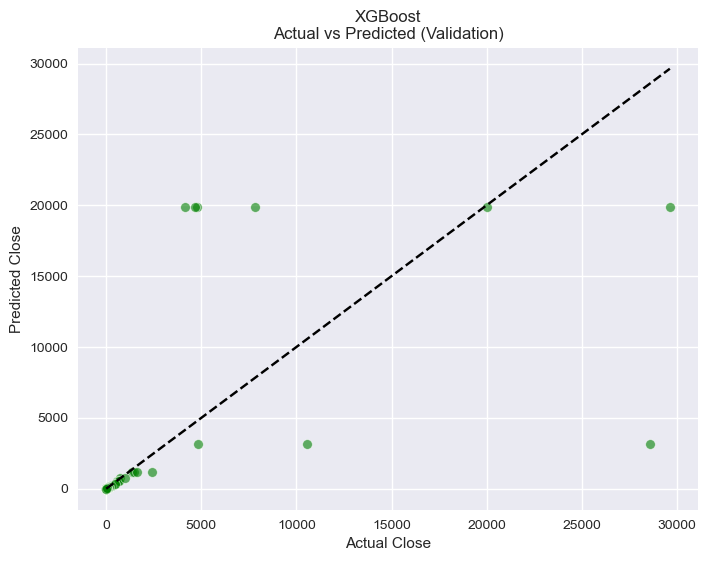 XGBoost
Actual vs Predicted (Validation)
30000
25000
20000
15000
10000
5000
0
Predicted Close
0 5000 10000 15000 20000 25000 30000
Actual Close